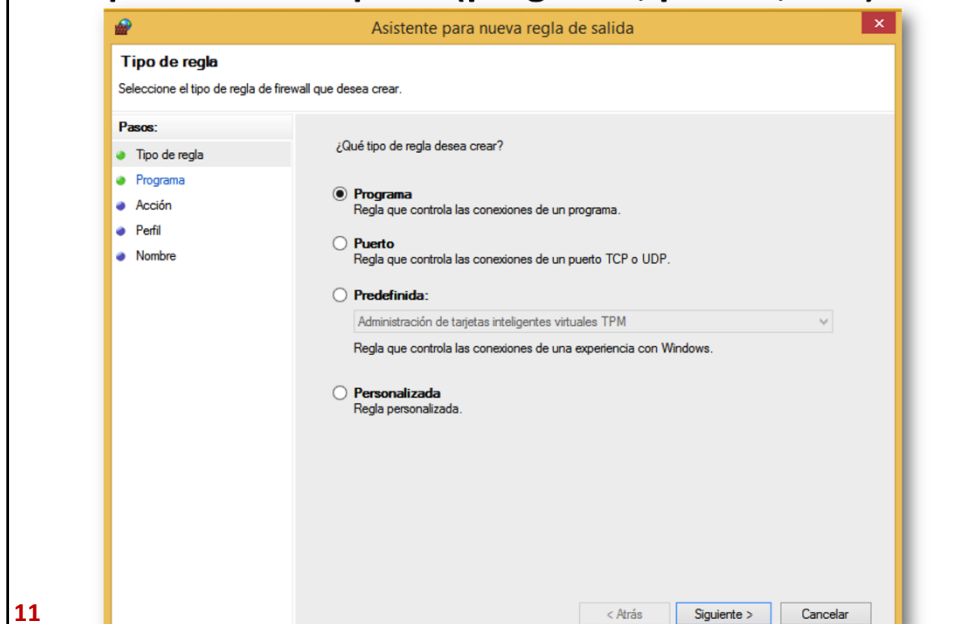 Asistente para nueva regla de salida
Tipo de regla
Seleccione el tipo de regla de firewall que desea crear.
Pasos:
Tipo de regla
Programa
Acción
Perfil
Nombre
¿Qué tipo de regla desea crear?
Programa
Regla que controla las conexiones de un programa.
Puerto
Regla que controla las conexiones de un puerto TCP o UDP.
Predefinida:
Administración de tarjetas inteligentes virtuales TPM
Regla que controla las conexiones de una experiencia con Windows.
Personalizada
Regla personalizada.
< Atrás
Siguiente >
Cancelar
11